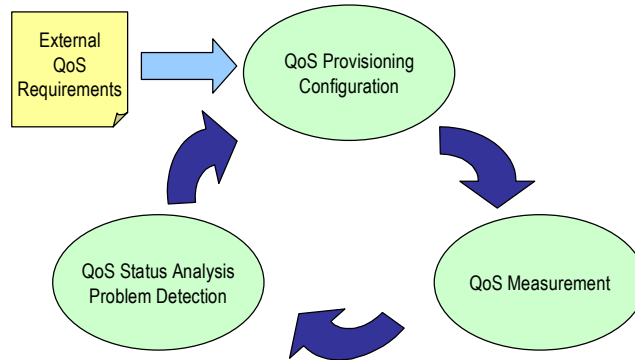 External
QoS
Requirements
QoS Provisioning
Configuration
QoS Status Analysis
Problem Detection
QoS Measurement